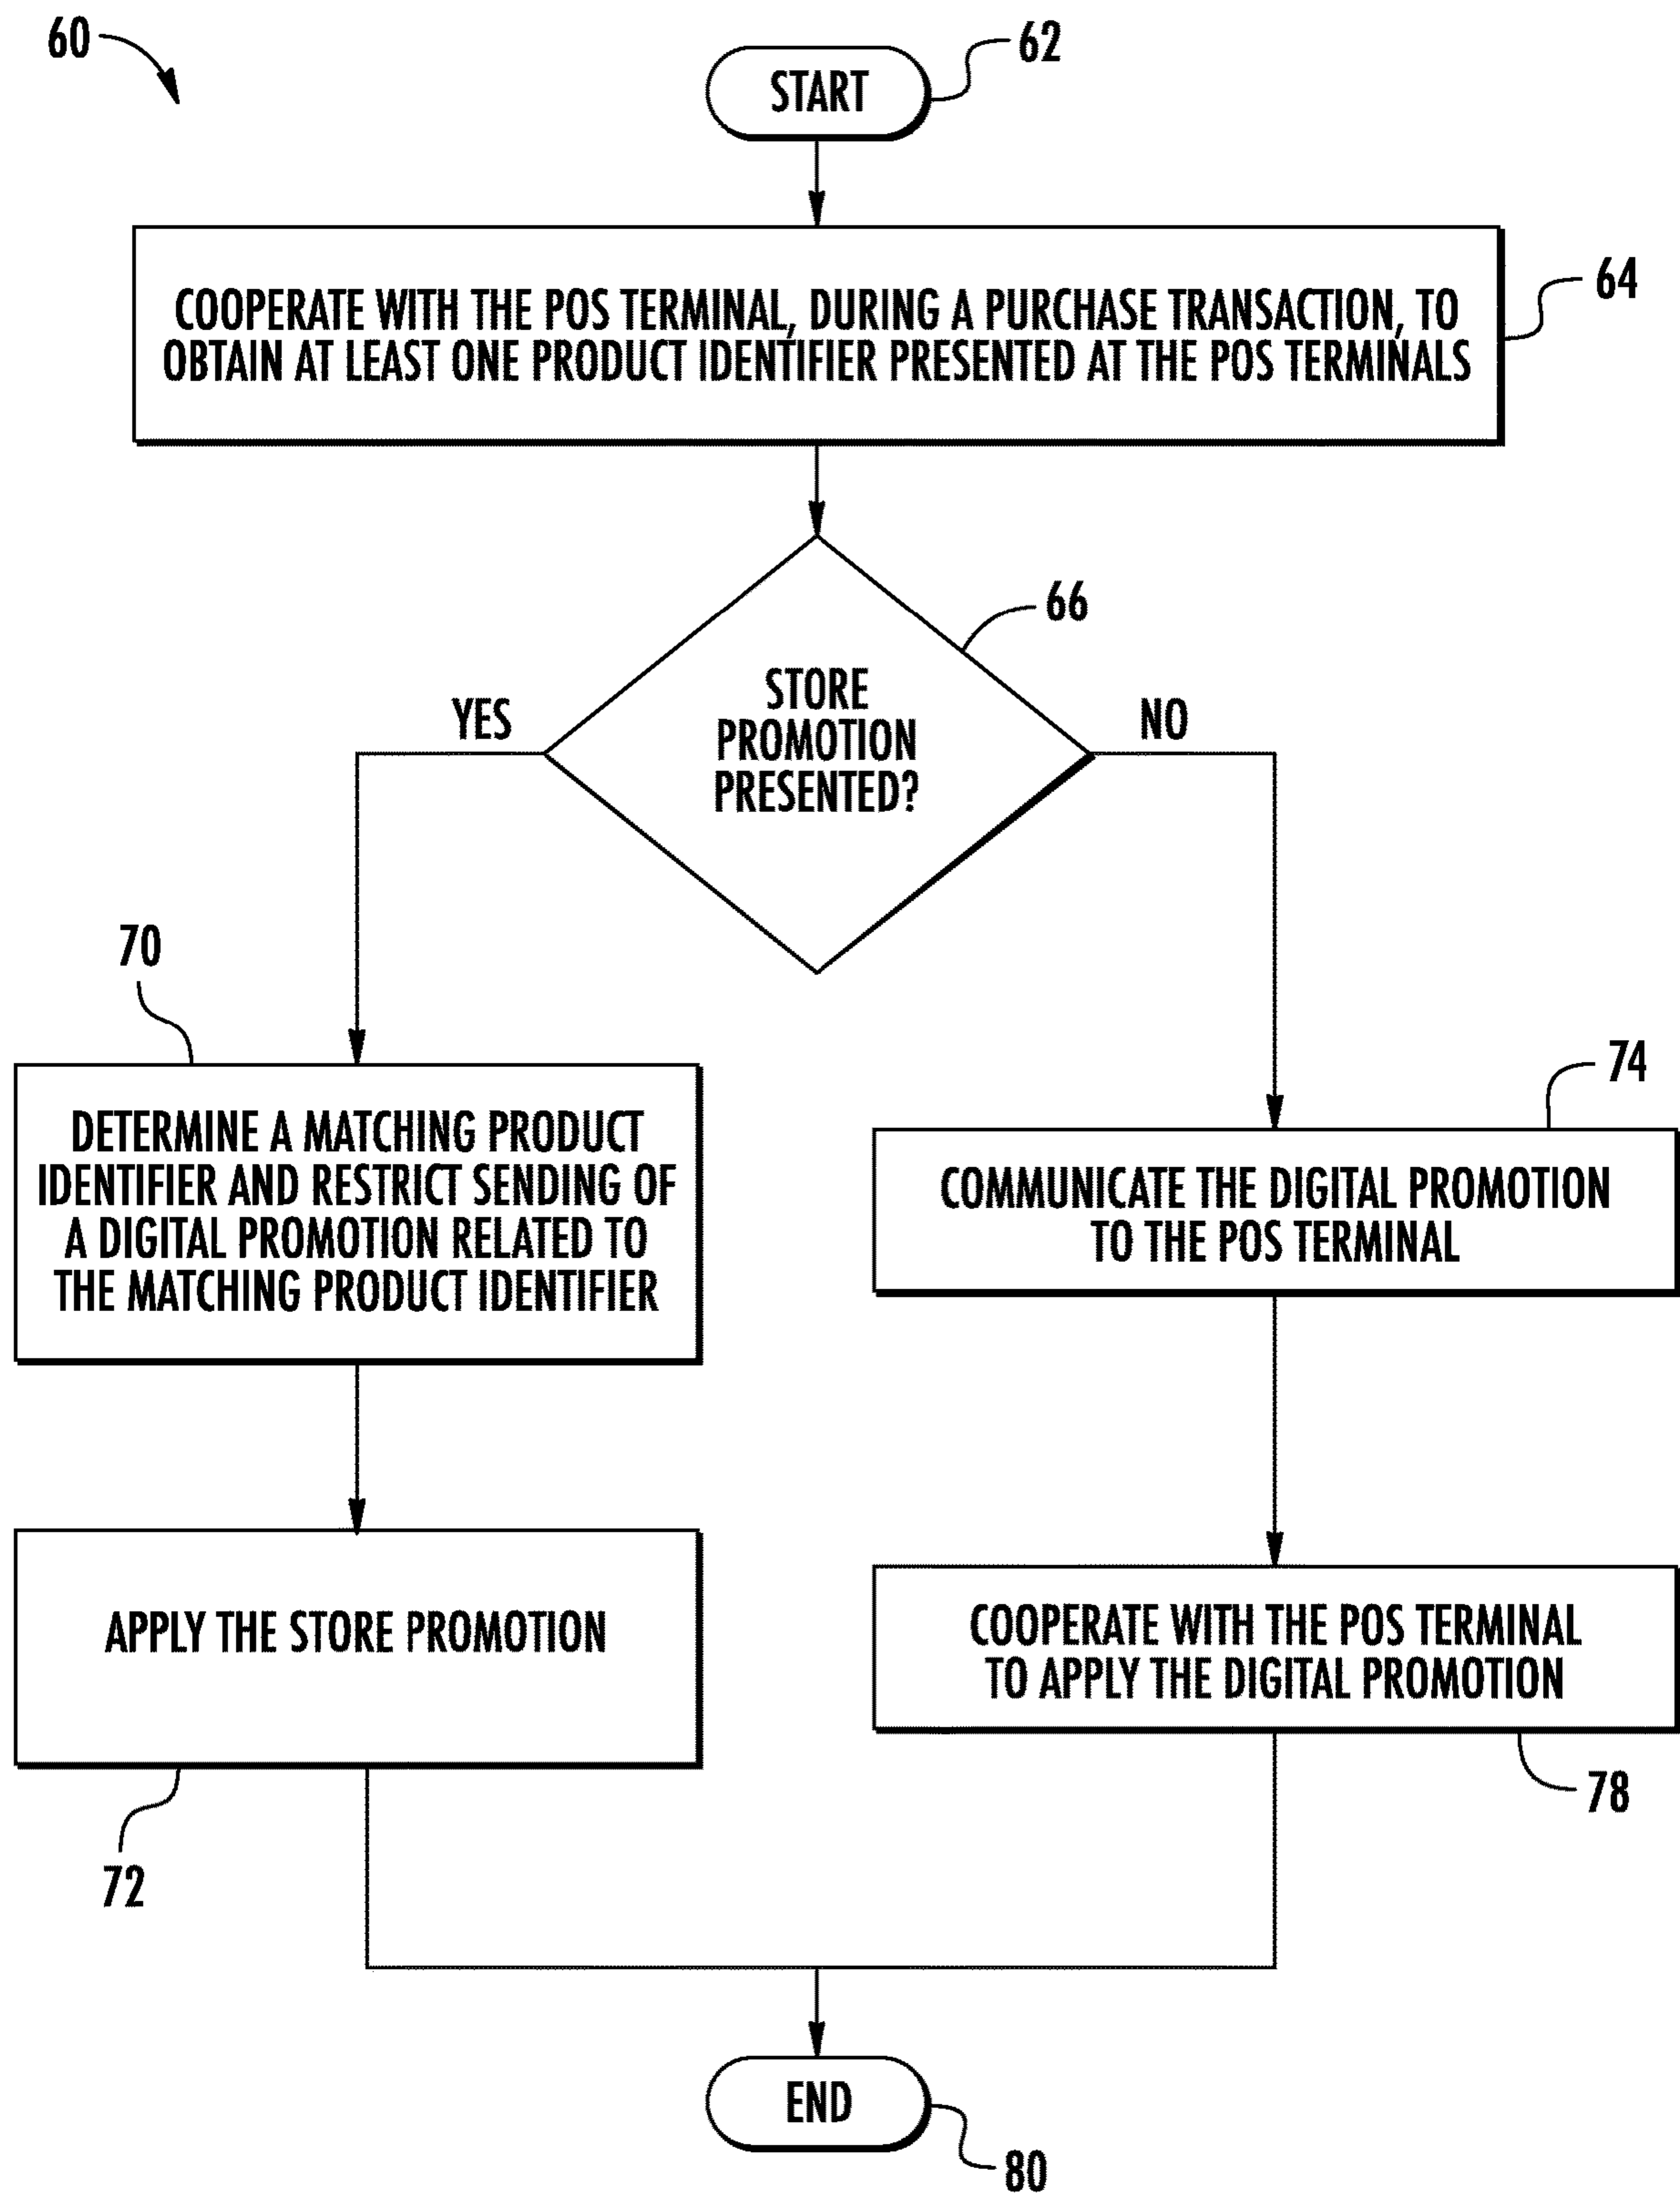 60
START
62
COOPERATE WITH THE POS TERMINAL, DURING A PURCHASE TRANSACTION, TO
OBTAIN AT LEAST ONE PRODUCT IDENTIFIER PRESENTED AT THE POS TERMINALS
64
66
STORE
PROMOTION
PRESENTED?
YES
NO
70
DETERMINE A MATCHING PRODUCT
IDENTIFIER AND RESTRICT SENDING OF
A DIGITAL PROMOTION RELATED TO
THE MATCHING PRODUCT IDENTIFIER
74
COMMUNICATE THE DIGITAL PROMOTION
TO THE POS TERMINAL
APPLY THE STORE PROMOTION
72
COOPERATE WITH THE POS TERMINAL
TO APPLY THE DIGITAL PROMOTION
78
END
80